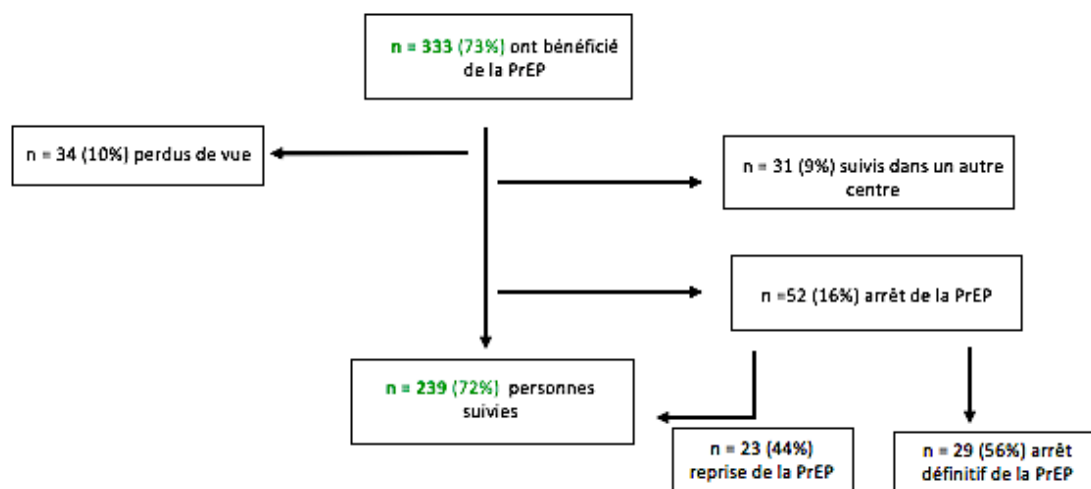 n = 333 (73%) ont bénéficié
de la PrEP
n = 34 (10%) perdus de vue
n = 31 (9%) suivis dans un autre
centre
n =52 (16%) arrêt de la PrEP
n = 239 (72%) personnes
suivies
n = 23 (44%)
reprise de la PrEP
n = 29 (56%) arrêt
définitif de la PrEP